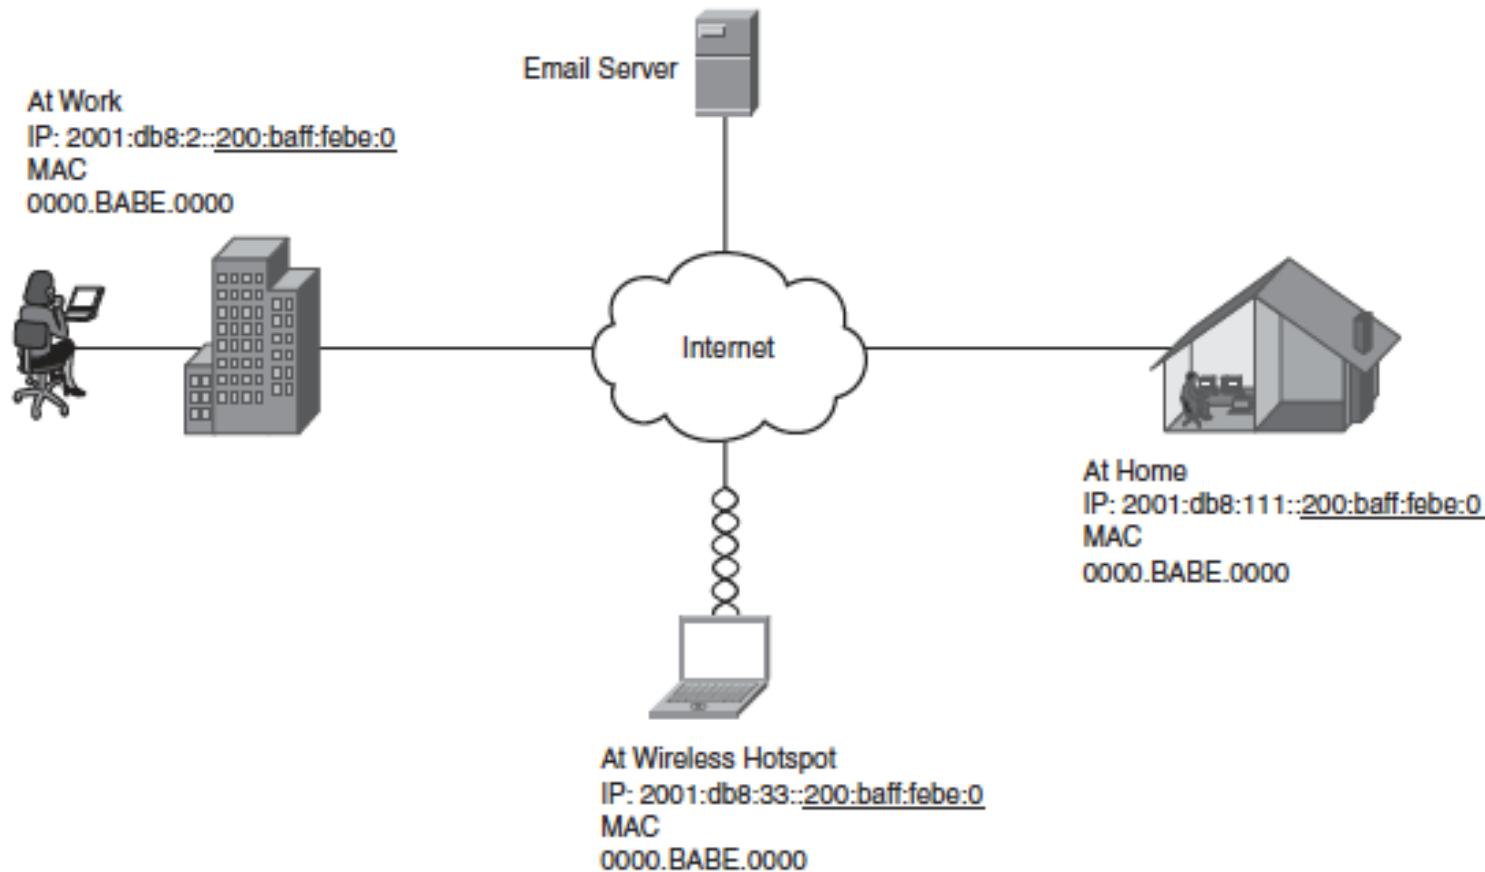 Email Server
At Work
IP: 2001:db8:2::200:baff:febe:0
MAC
0000.BABE.0000
Internet
At Home
IP: 2001:db8:111::200:baff:febe:0
MAC
0000.BABE.0000
At Wireless Hotspot
IP: 2001:db8:33::200:baff:febe:0
MAC
0000.BABE.0000